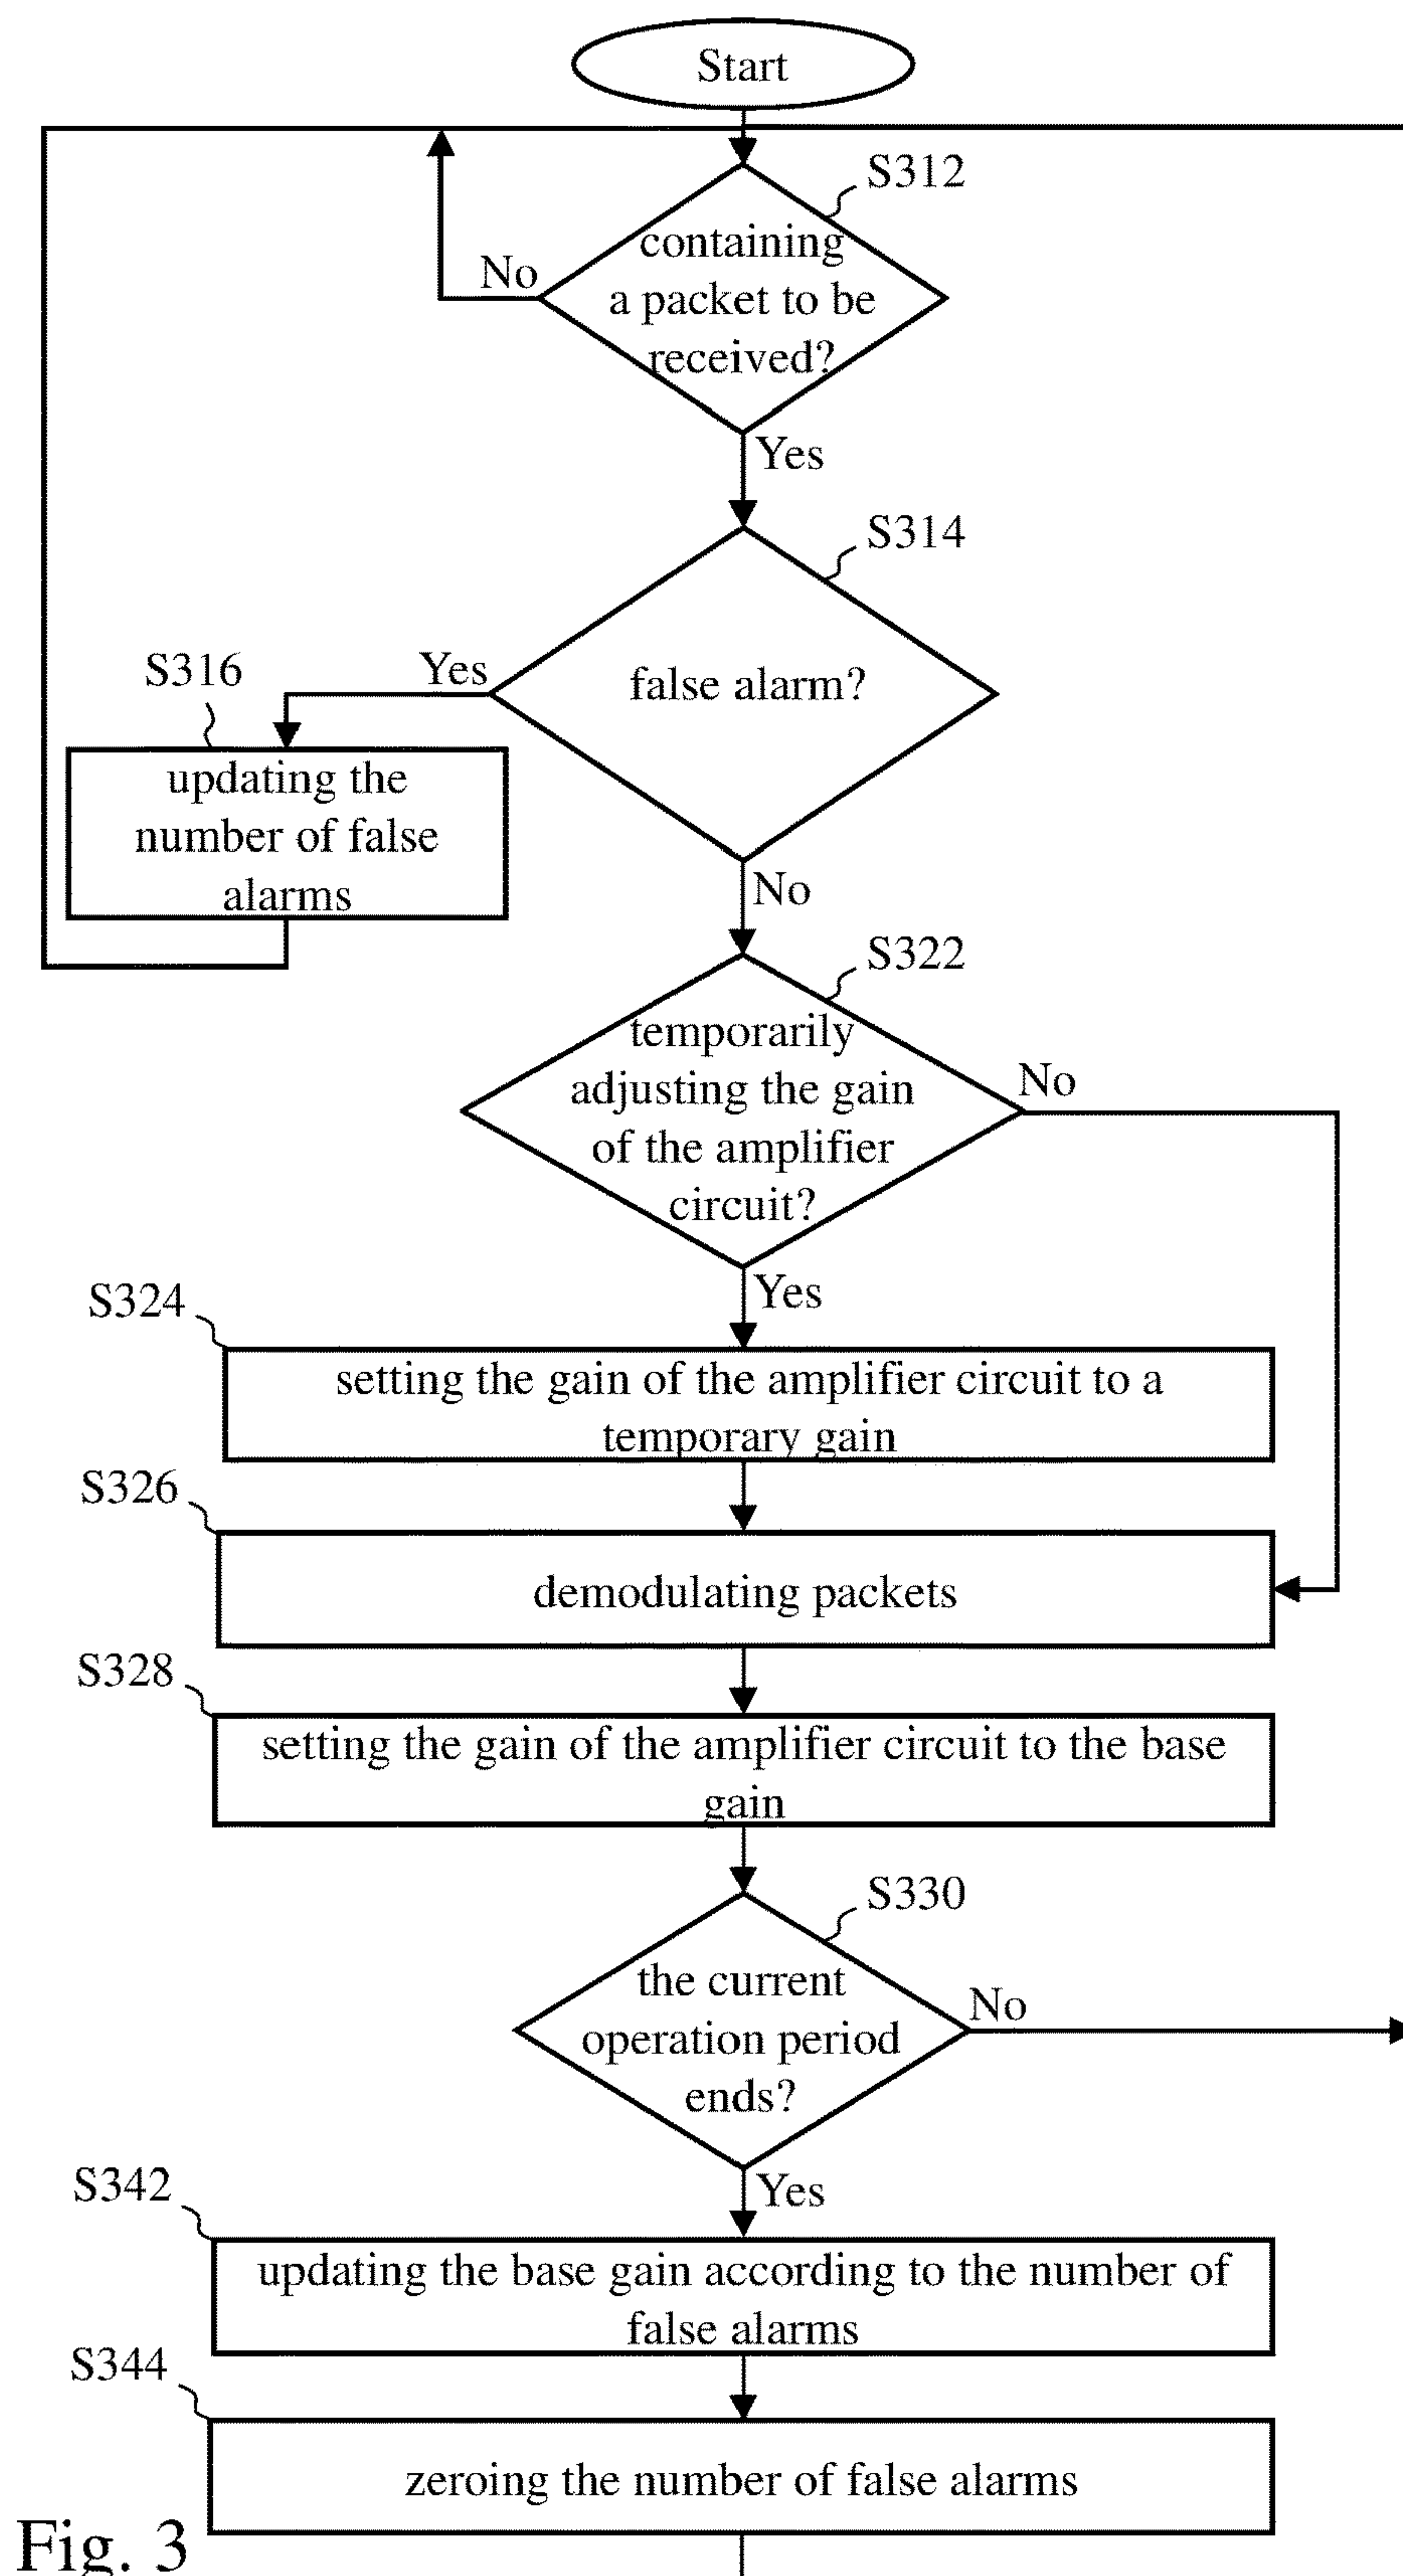 Start
S312
containing
a packet to be
received?
No
Yes
S314
false alarm?
Yes
S316
updating the
number of false
alarms
No
S322
temporarily
adjusting the gain
of the amplifier
circuit?
No
Yes
S324
setting the gain of the amplifier circuit to a
temporary gain
S326
demodulating packets
S328
setting the gain of the amplifier circuit to the base
gain
S330
the current
operation period
ends?
No
Yes
S342
updating the base gain according to the number of
false alarms
S344
zeroing the number of false alarms
Fig. 3